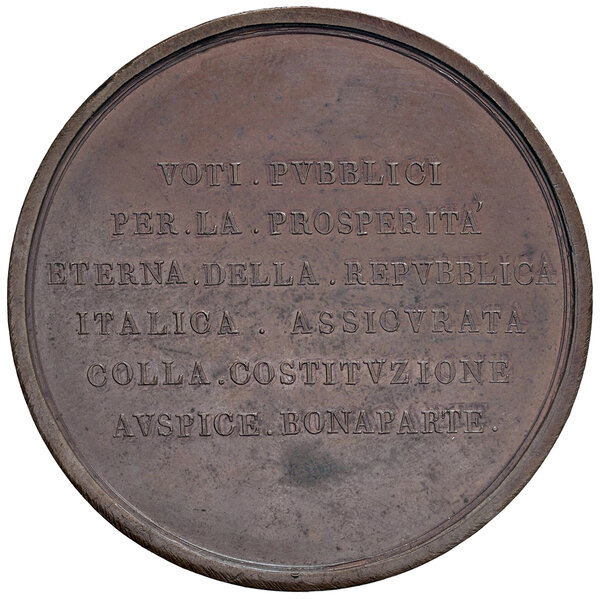 VOTI . PVBBLICI
PER . LA . PROSPERITA'
ETERNA . DELLA . REPVBBLICA
ITALICA . ASSICVRATA
COLLA . COSTITVZIONE
AVSPICE . BONAPARTE .